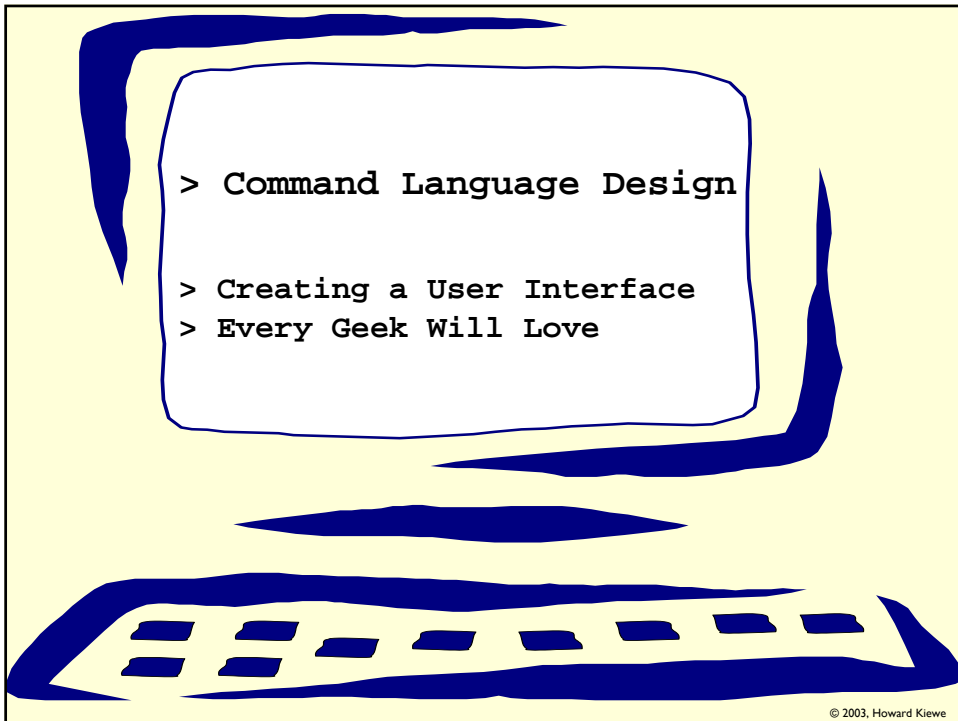 > Command Language Design
> Creating a User Interface
> Every Geek Will Love
© 2003, Howard Kiewe